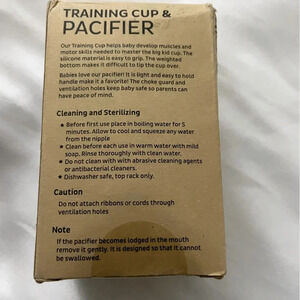 TRAINING CUP &
PACIFIER
Our Training Cup helps baby develop muscles and
motor skills needed to master the big kid cup. The
silicone material is easy to grip. The weighted
bottom makes it difficult to tip the cup over.
Babies love our pacifier! It is light and easy to hold
handle make it a favorite! The choke guard and
ventilation holes keep baby safe so parents can
have peace of mind.
Cleaning and Sterilizing
★ Before first use place in boiling water for 5
minutes. Allow to cool and squeeze any water
from the nipple
★ Clean before each use in warm water with mild
soap. Rinse thoroughly with clean water.
★ Do not clean with with abrasive cleaning agents
or antibacterial cleaners.
★ Dishwasher safe, top rack only.
Caution
Do not attach ribbons or cords through
ventilation holes
Note
If the pacifier becomes lodged in the mouth
remove it gently. It is designed so that it cannot
be swallowed.